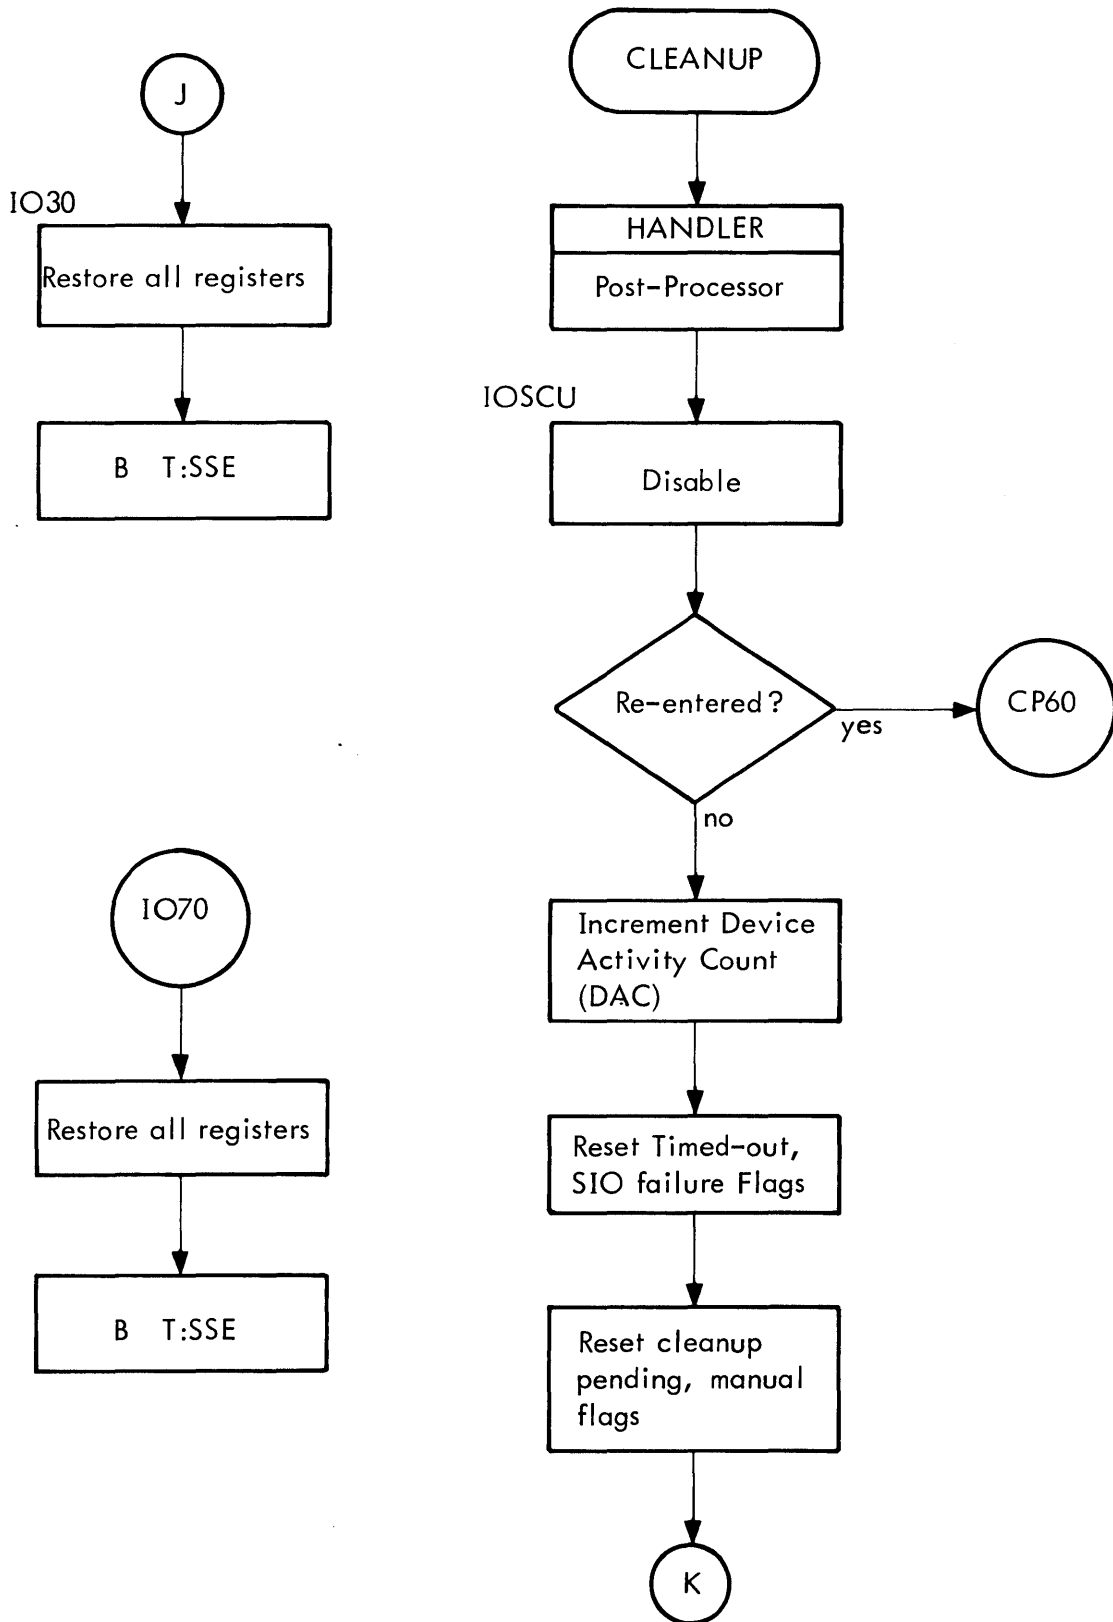 J
IO30
Restore all registers
B T:SSE
IO70
Restore all registers
B T:SSE
CLEANUP
HANDLER
Post-Processor
IOSCU
Disable
Re-entered?
yes
CP60
no
Increment Device
Activity Count
(DAC)
Reset Timed-out,
SIO failure Flags
Reset cleanup
pending, manual
flags
K